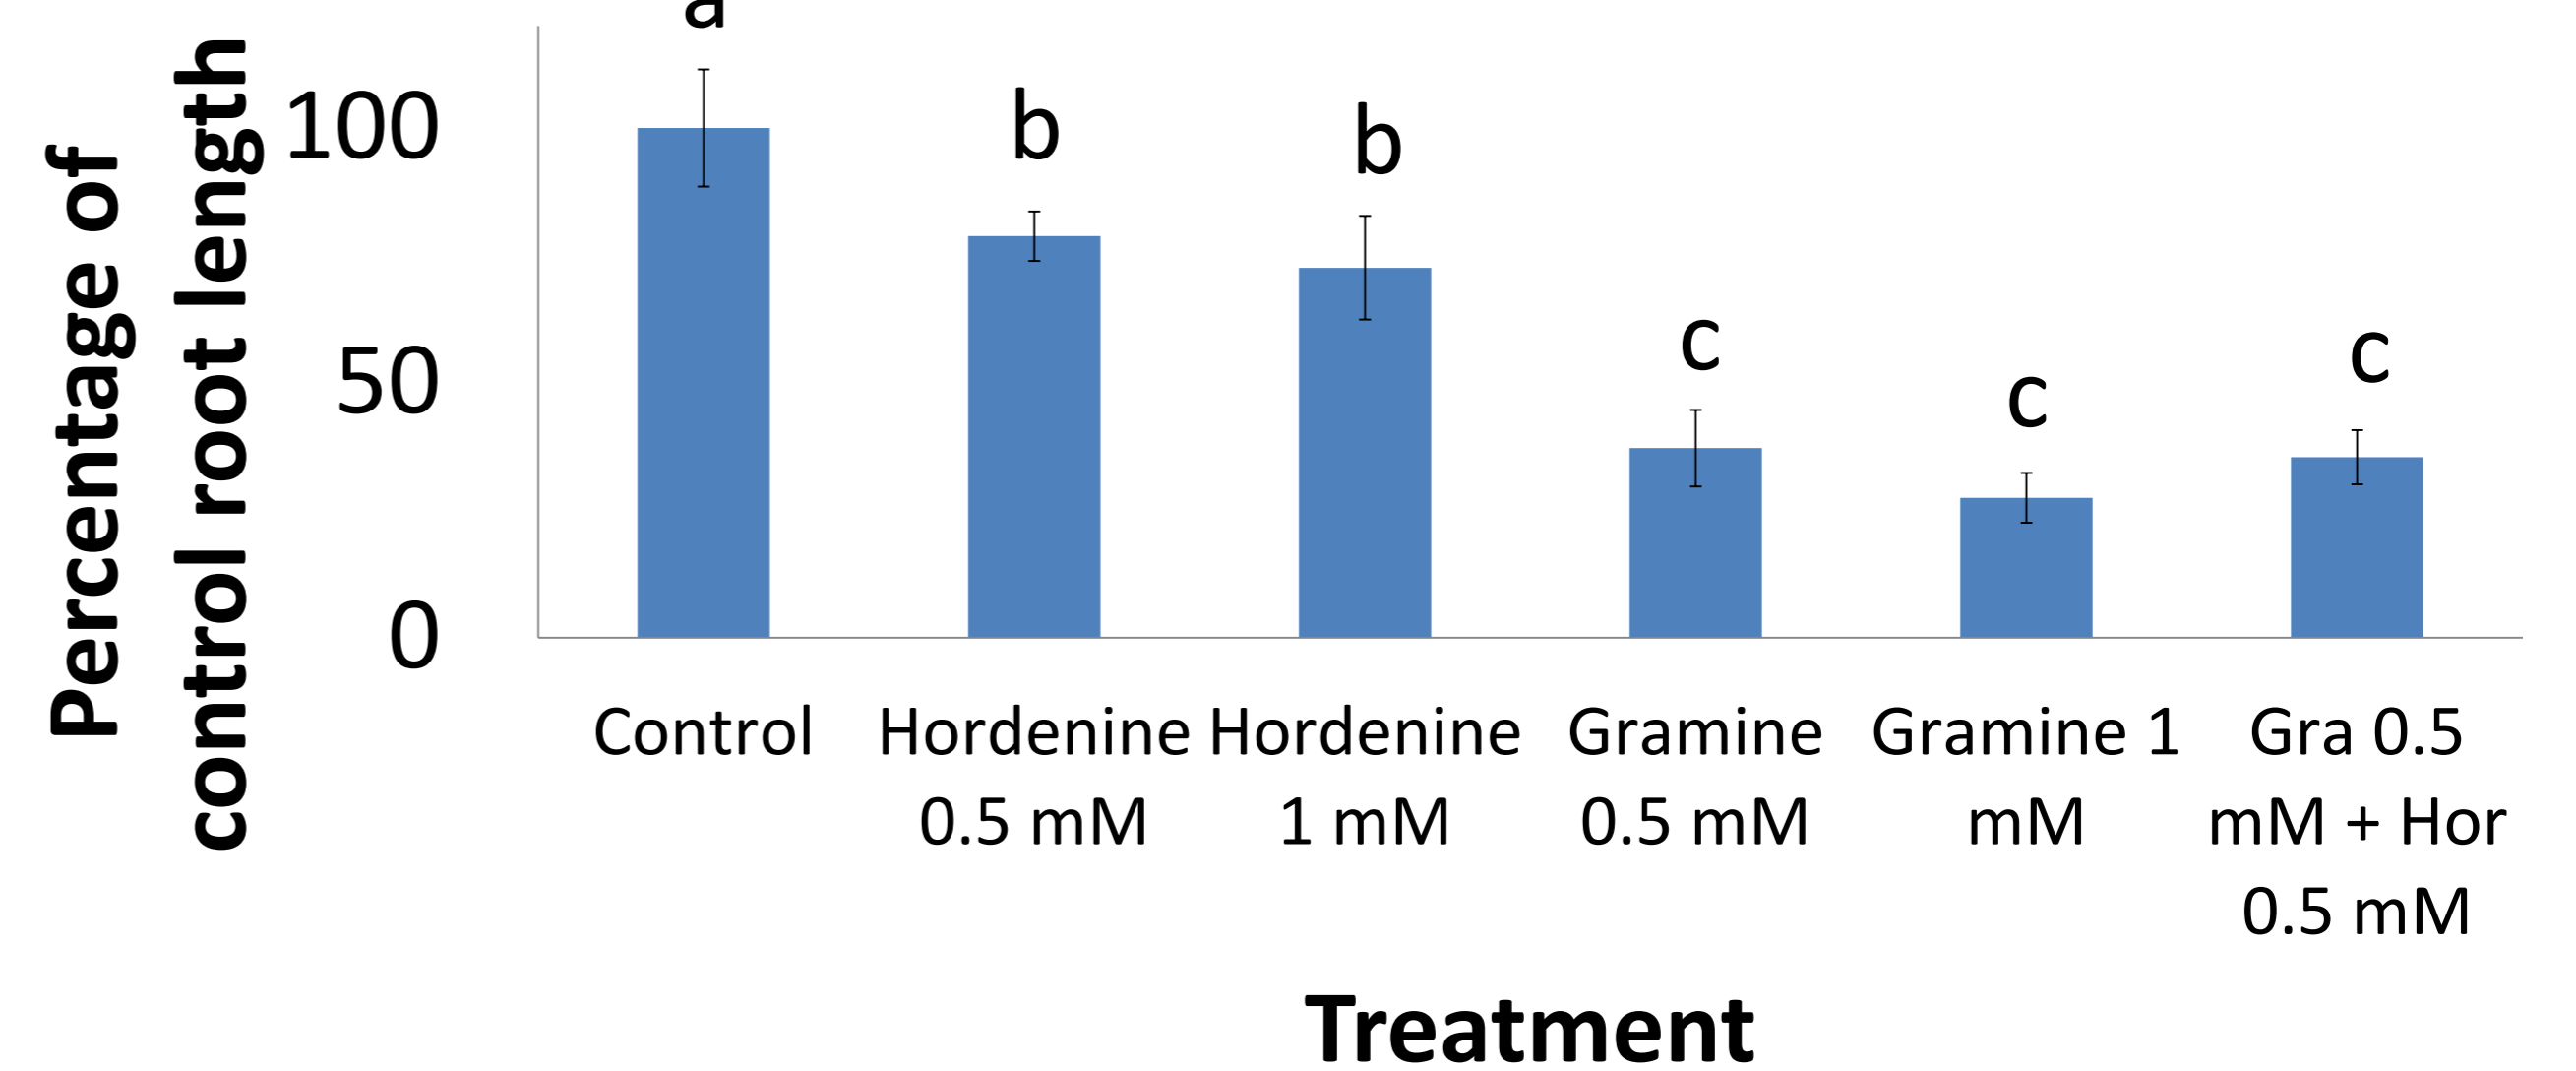 a
Percentage of
control root length
100
50
0
b
b
c
c
c
Control
Hordenine
0.5 mM
Hordenine
1 mM
Gramine
0.5 mM
Gramine 1
mM
Gra 0.5
mM + Hor
0.5 mM
Treatment